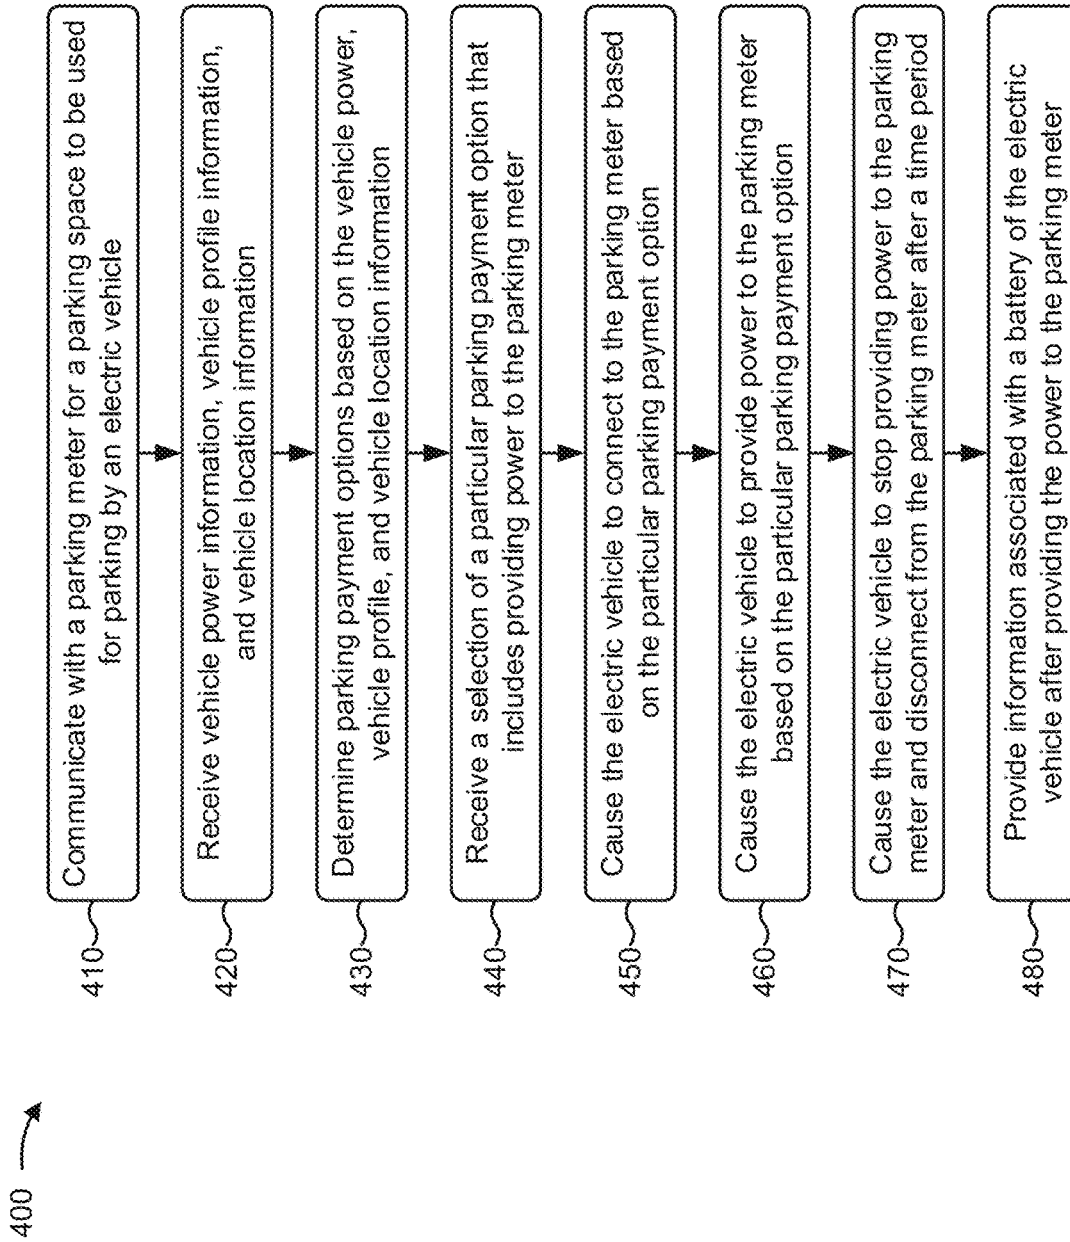 400
410
Communicate with a parking meter for a parking space to be used
for parking by an electric vehicle
420
Receive vehicle power information, vehicle profile information,
and vehicle location information
430
Determine parking payment options based on the vehicle power,
vehicle profile, and vehicle location information
440
Receive a selection of a particular parking payment option that
includes providing power to the parking meter
450
Cause the electric vehicle to connect to the parking meter based
on the particular parking payment option
460
Cause the electric vehicle to provide power to the parking meter
based on the particular parking payment option
470
Cause the electric vehicle to stop providing power to the parking
meter and disconnect from the parking meter after a time period
480
Provide information associated with a battery of the electric
vehicle after providing the power to the parking meter